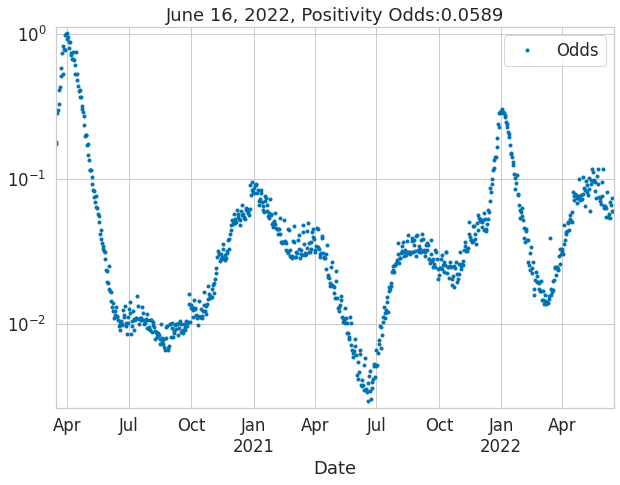 June 16, 2022, Positivity Odds:0.0589
Odds
10⁰
10⁻¹
10⁻²
Apr Jul Oct Jan Apr Jul Oct Jan Apr
2021 2022
Date